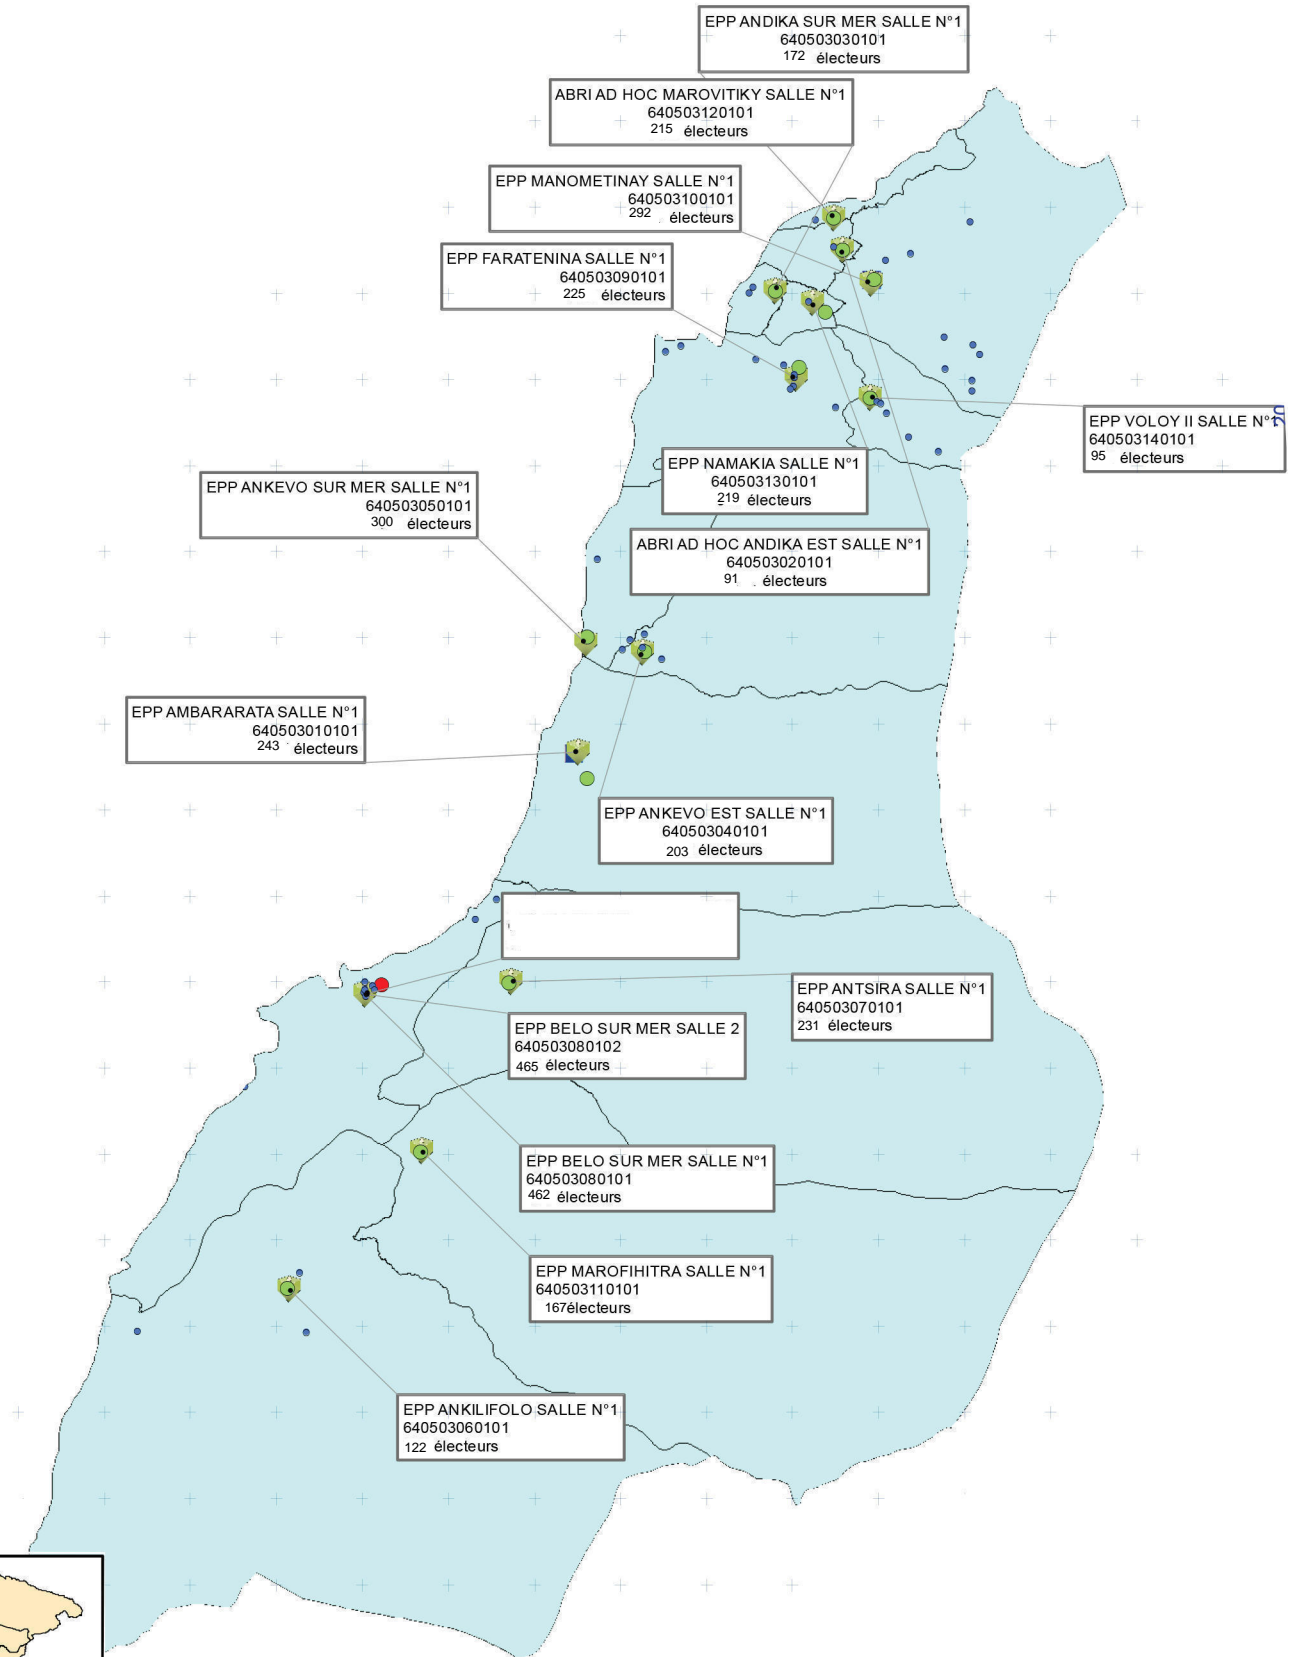 EPP ANDIKA SUR MER SALLE N°1
640503030101
172 électeurs
ABRI AD HOC MAROVITIKY SALLE N°1
640503120101
215 électeurs
EPP MANOMETINAY SALLE N°1
640503100101
292 électeurs
EPP FARATENINA SALLE N°1
640503090101
225 électeurs
EPP VOLOY II SALLE N°1
640503140101
95 électeurs
EPP NAMAKIA SALLE N°1
640503130101
219 électeurs
EPP ANKEVO SUR MER SALLE N°1
640503050101
300 électeurs
ABRI AD HOC ANDIKA EST SALLE N°1
640503020101
91 électeurs
EPP AMBARARATA SALLE N°1
640503010101
243 électeurs
EPP ANKEVO EST SALLE N°1
640503040101
203 électeurs
EPP ANTSIRA SALLE N°1
640503070101
231 électeurs
EPP BELO SUR MER SALLE 2
640503080102
465 électeurs
EPP BELO SUR MER SALLE N°1
640503080101
462 électeurs
EPP MAROFIHITRA SALLE N°1
640503110101
167électeurs
EPP ANKILIFOLO SALLE N°1
640503060101
122 électeurs